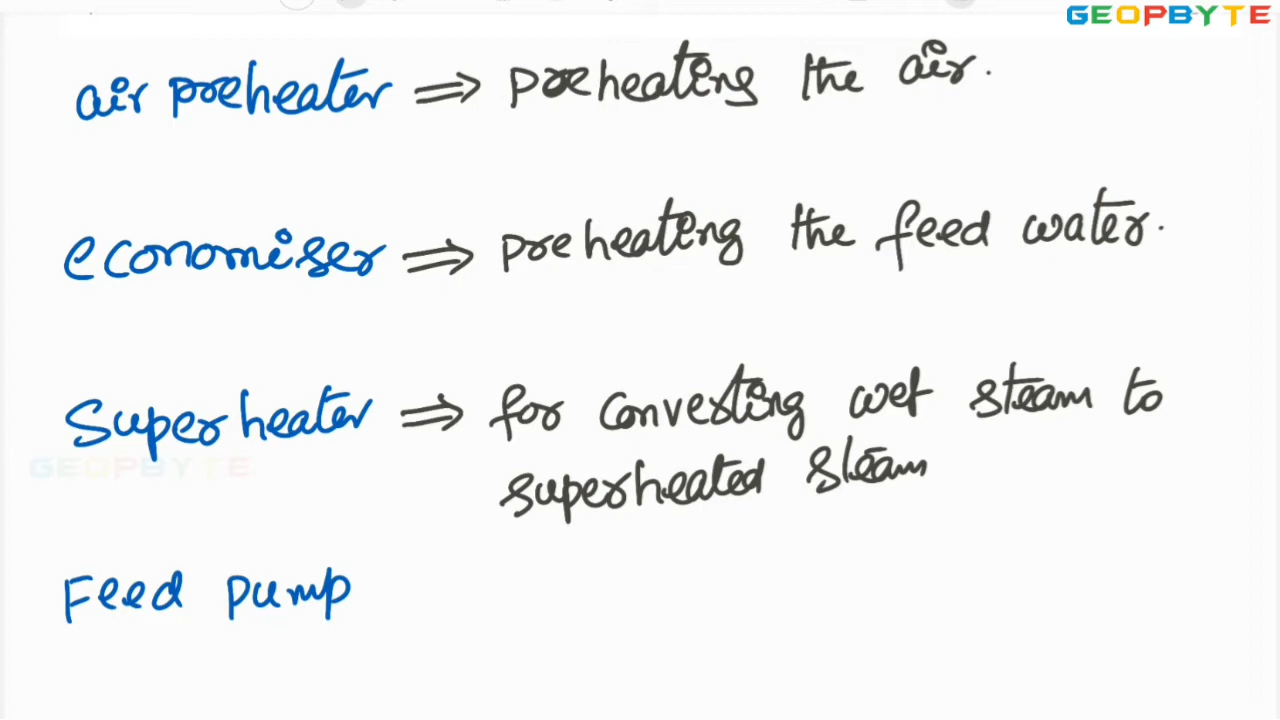 GEOPBYTE
air preheater ⇒ preheating the air.
economiser ⇒ preheating the feed water.
Superheater ⇒ for converting wet steam to
superheated steam
GEOPBYTE
Feed pump